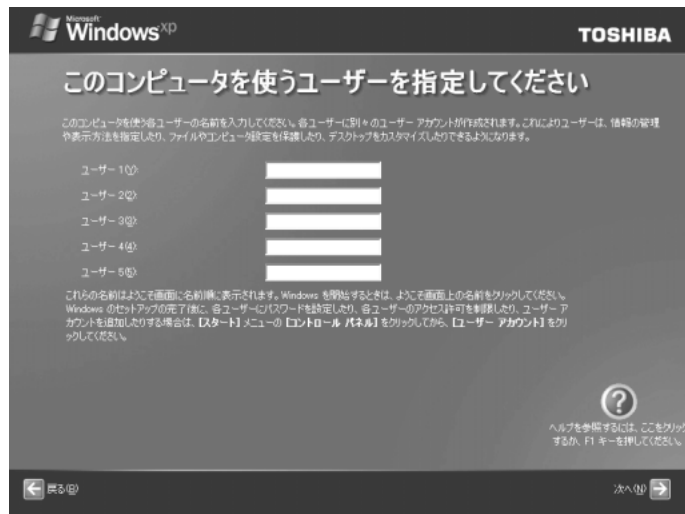 Microsoft
Windows xp
TOSHIBA
このコンピュータを使うユーザーを指定してください
このコンピュータを使う各ユーザーの名前を入力してください。各ユーザーに別々のユーザー アカウントが作成されます。これによりユーザーは、情報の管理
や表示方法を指定したり、ファイルやコンピュータ設定を保護したり、デスクトップをカスタマイズしたりできるようになります。
ユーザー 1(Y):
ユーザー 2(2):
ユーザー 3(3):
ユーザー 4(4):
ユーザー 5(5):
これらの名前はようこそ画面に名前順に表示されます。Windows を開始するときは、ようこそ画面上の名前をクリックしてください。
Windows のセットアップの完了後に、各ユーザーにパスワードを設定したり、各ユーザーのアクセス許可を制限したり、ユーザー ア
カウントを追加したりする場合は、[スタート] メニューの [コントロール パネル] をクリックしてから、[ユーザー アカウント] をクリ
ックしてください。
?
ヘルプを参照するには、ここをクリック
するか、F1 キーを押してください。
戻る(B)
次へ(N)